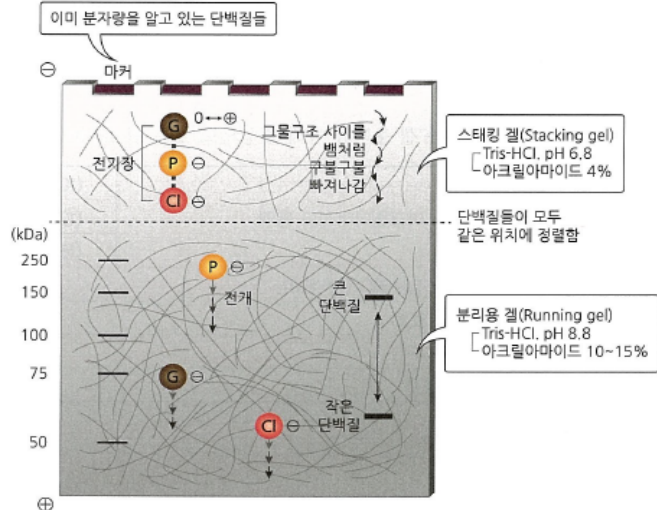 이미 분자량을 알고 있는 단백질들
⊖
마커
G
0↔⊕
전기장
P
⊖
Cl
⊖
그물구조 사이를
뱀처럼
구불구불
빠져나감
스태킹 겔(Stacking gel)
Tris-HCl, pH 6.8
아크릴아마이드 4%
단백질들이 모두
같은 위치에 정렬함
(kDa)
250
150
100
75
50
P
⊖
전개
G
⊖
Cl
⊖
큰
단백질
작은
단백질
분리용 겔(Running gel)
Tris-HCl, pH 8.8
아크릴아마이드 10~15%
⊕